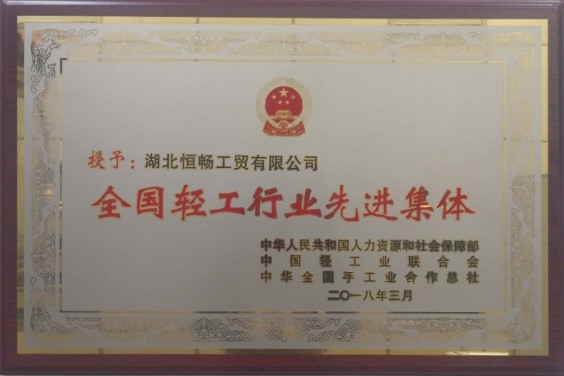 授予：湖北恒畅工贸有限公司
全国轻工行业先进集体
中华人民共和国人力资源和社会保障部
中国轻工业联合会
中华全国手工业合作总社
二〇一八年三月